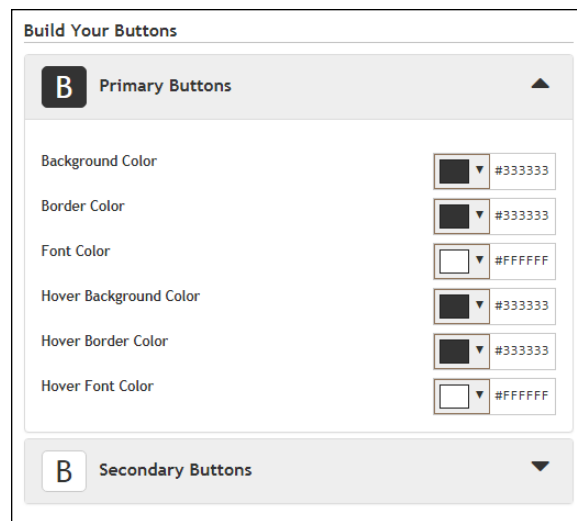 Build Your Buttons
B Primary Buttons
Background Color #333333
Border Color #333333
Font Color #FFFFFF
Hover Background Color #333333
Hover Border Color #333333
Hover Font Color #FFFFFF
B Secondary Buttons